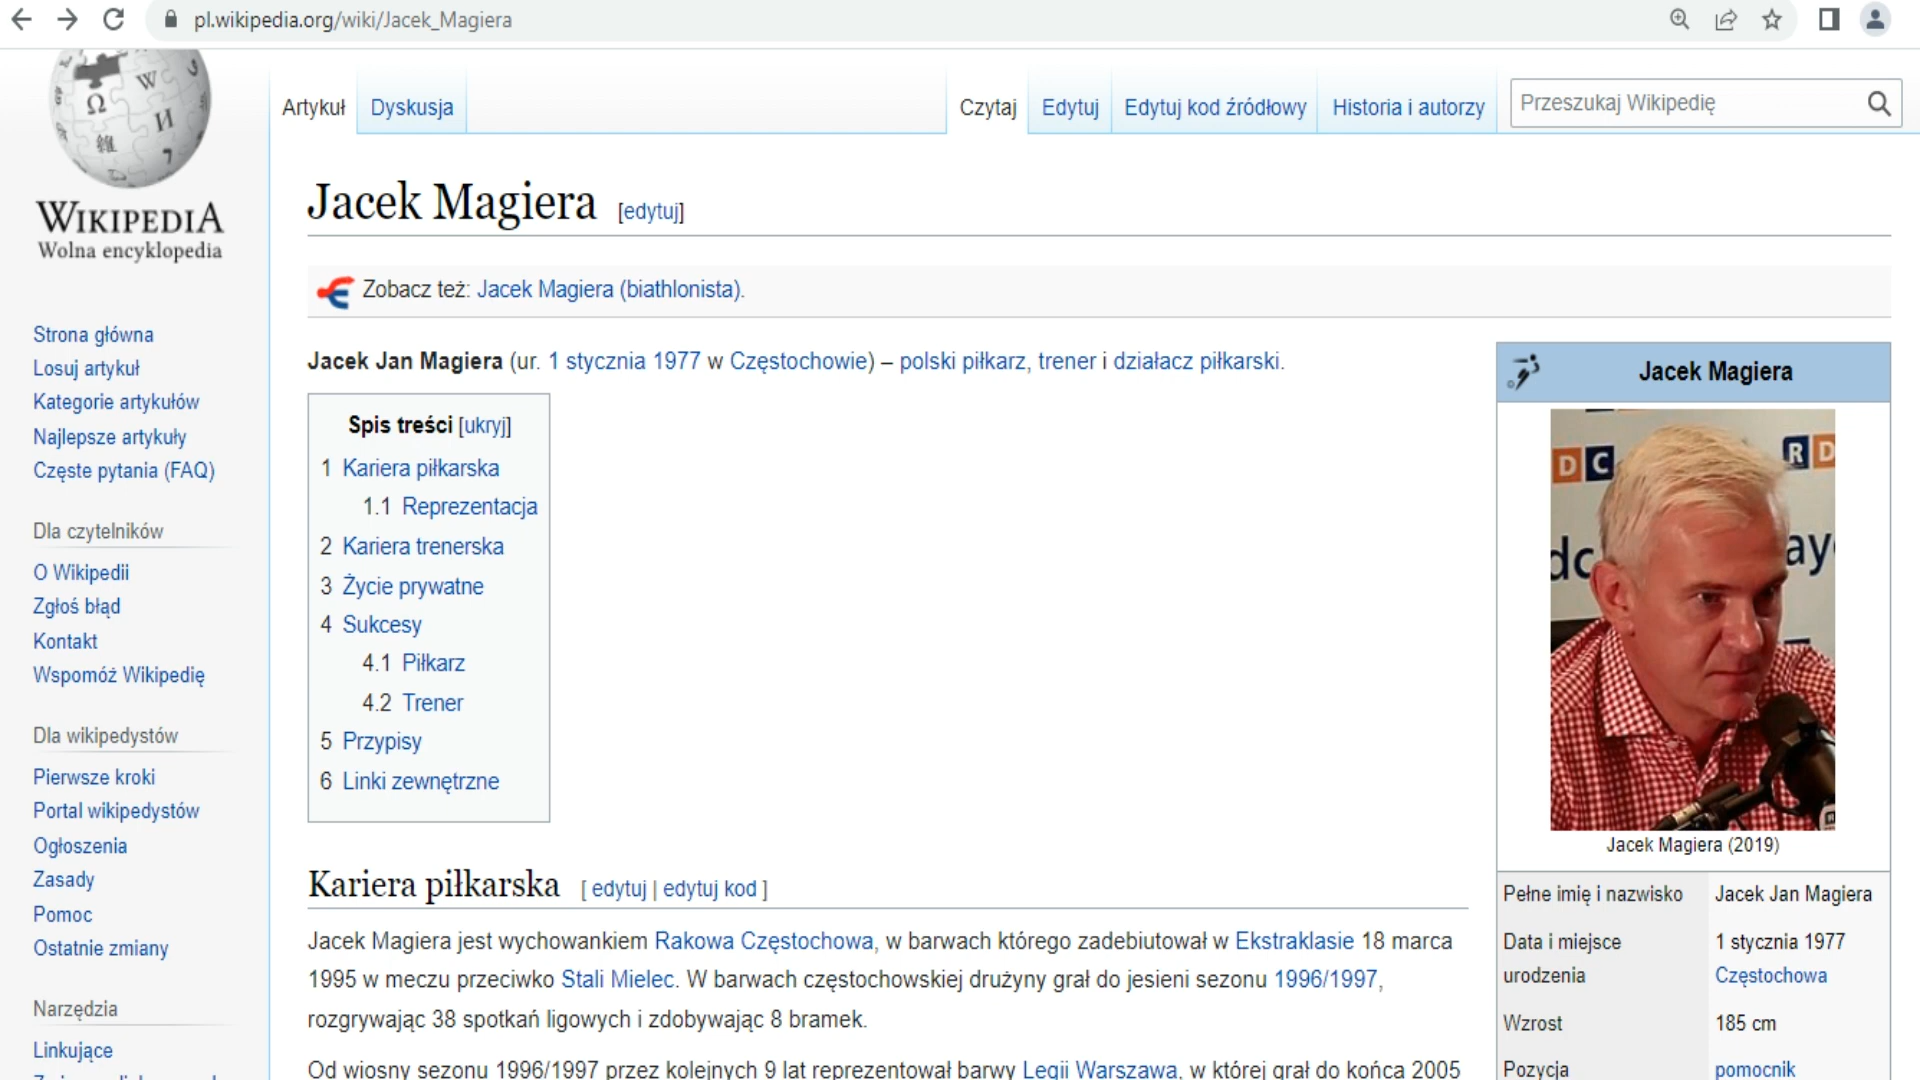 pl.wikipedia.org/wiki/Jacek_Magiera
WIKIPEDIA
Wolna encyklopedia
Artykuł
Dyskusja
Czytaj
Edytuj
Edytuj kod źródłowy
Historia i autorzy
Przeszukaj Wikipedię
Strona główna
Losuj artykuł
Kategorie artykułów
Najlepsze artykuły
Częste pytania (FAQ)
Dla czytelników
O Wikipedii
Zgłoś błąd
Kontakt
Wspomóż Wikipedię
Dla wikipedystów
Pierwsze kroki
Portal wikipedystów
Ogłoszenia
Zasady
Pomoc
Ostatnie zmiany
Narzędzia
Linkujące
Jacek Magiera [edytuj]
Zobacz też: Jacek Magiera (biathlonista).
Jacek Jan Magiera (ur. 1 stycznia 1977 w Częstochowie) – polski piłkarz, trener i działacz piłkarski.
Spis treści [ukryj]
1 Kariera piłkarska
1.1 Reprezentacja
2 Kariera trenerska
3 Życie prywatne
4 Sukcesy
4.1 Piłkarz
4.2 Trener
5 Przypisy
6 Linki zewnętrzne
Kariera piłkarska [ edytuj | edytuj kod ]
Jacek Magiera jest wychowankiem Rakowa Częstochowa, w barwach którego zadebiutował w Ekstraklasie 18 marca
1995 w meczu przeciwko Stali Mielec. W barwach częstochowskiej drużyny grał do jesieni sezonu 1996/1997,
rozgrywając 38 spotkań ligowych i zdobywając 8 bramek.
Od wiosny sezonu 1996/1997 przez kolejnych 9 lat reprezentował barwy Legii Warszawa, w której grał do końca 2005
Jacek Magiera
DC
RD
dc
ay
Jacek Magiera (2019)
Pełne imię i nazwisko Jacek Jan Magiera
Data i miejsce 1 stycznia 1977
urodzenia Częstochowa
Wzrost 185 cm
Pozycja pomocnik